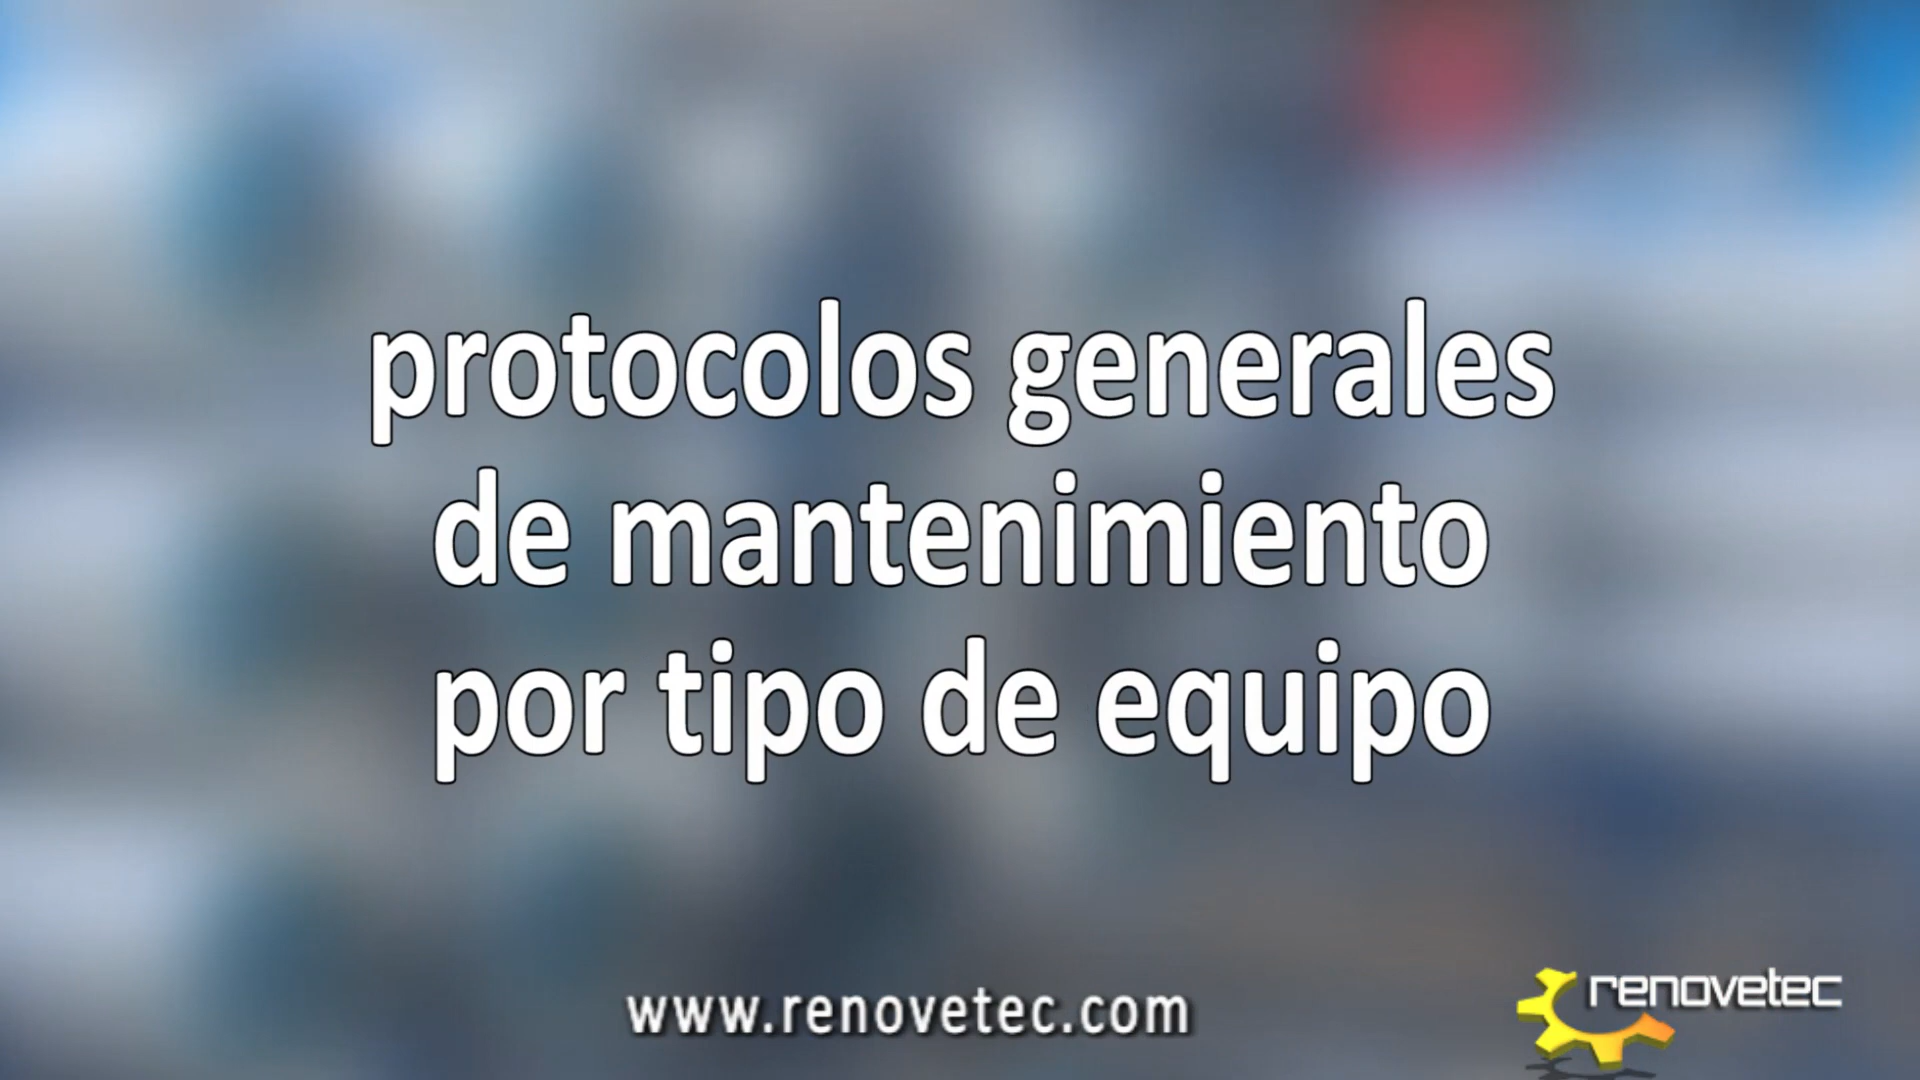 protocolos generales
de mantenimiento
por tipo de equipo
www.renovetec.com
renovetec